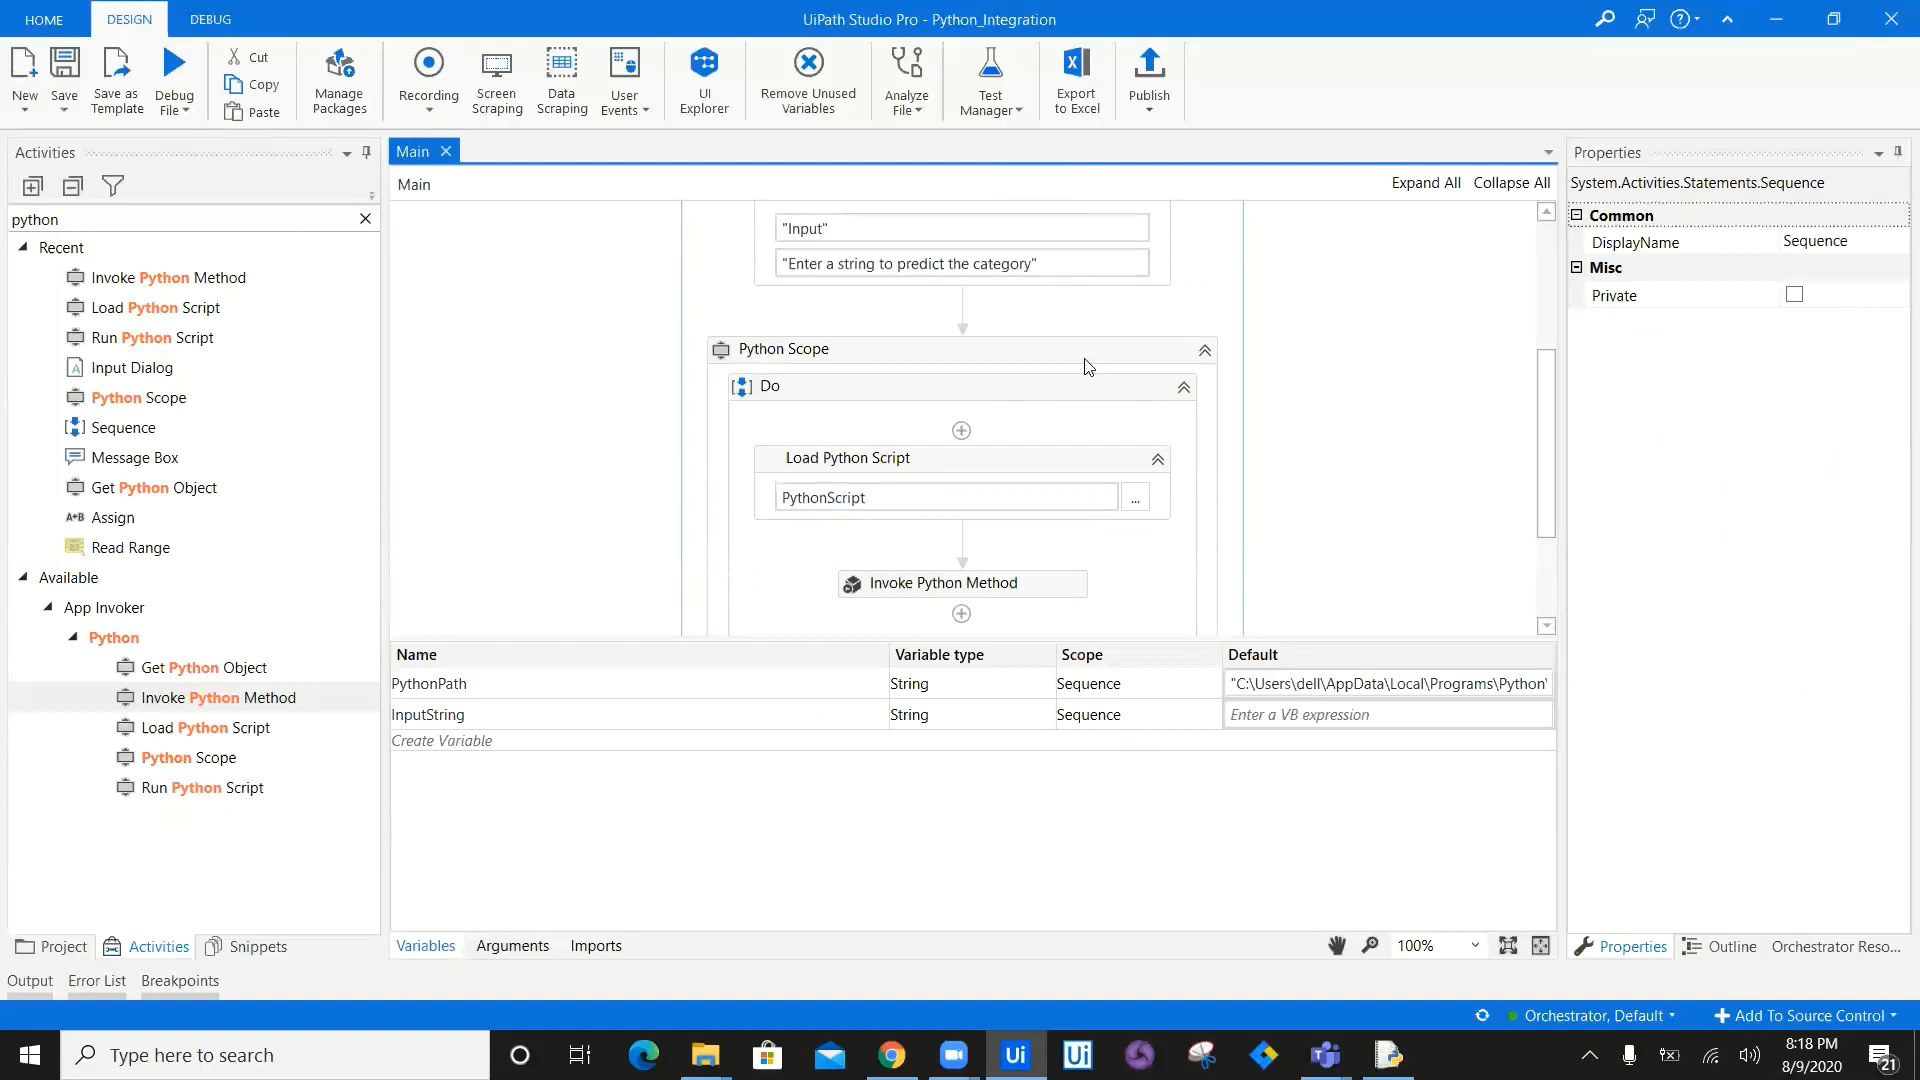 HOME
DESIGN
DEBUG
UiPath Studio Pro - Python_Integration
New
Save
Save as Template
Debug File
Cut
Copy
Paste
Manage Packages
Recording
Screen Scraping
Data Scraping
User Events
UI Explorer
Remove Unused Variables
Analyze File
Test Manager
Export to Excel
Publish
Activities
python
Recent
Invoke Python Method
Load Python Script
Run Python Script
Input Dialog
Python Scope
Sequence
Message Box
Get Python Object
Assign
Read Range
Available
App Invoker
Python
Get Python Object
Invoke Python Method
Load Python Script
Python Scope
Run Python Script
Project
Activities
Snippets
Main
Main
Expand All
Collapse All
"Input"
"Enter a string to predict the category"
Python Scope
Do
Load Python Script
PythonScript
...
Invoke Python Method
Name Variable type Scope Default
PythonPath String Sequence "C:\Users\dell\AppData\Local\Programs\Python\
InputString String Sequence Enter a VB expression
Create Variable
Variables
Arguments
Imports
100%
Properties
System.Activities.Statements.Sequence
Common
DisplayName Sequence
Misc
Private
Properties
Outline
Orchestrator Reso...
Output
Error List
Breakpoints
Orchestrator, Default
Add To Source Control
Type here to search
Ui
Ui
8:18 PM
8/9/2020
21